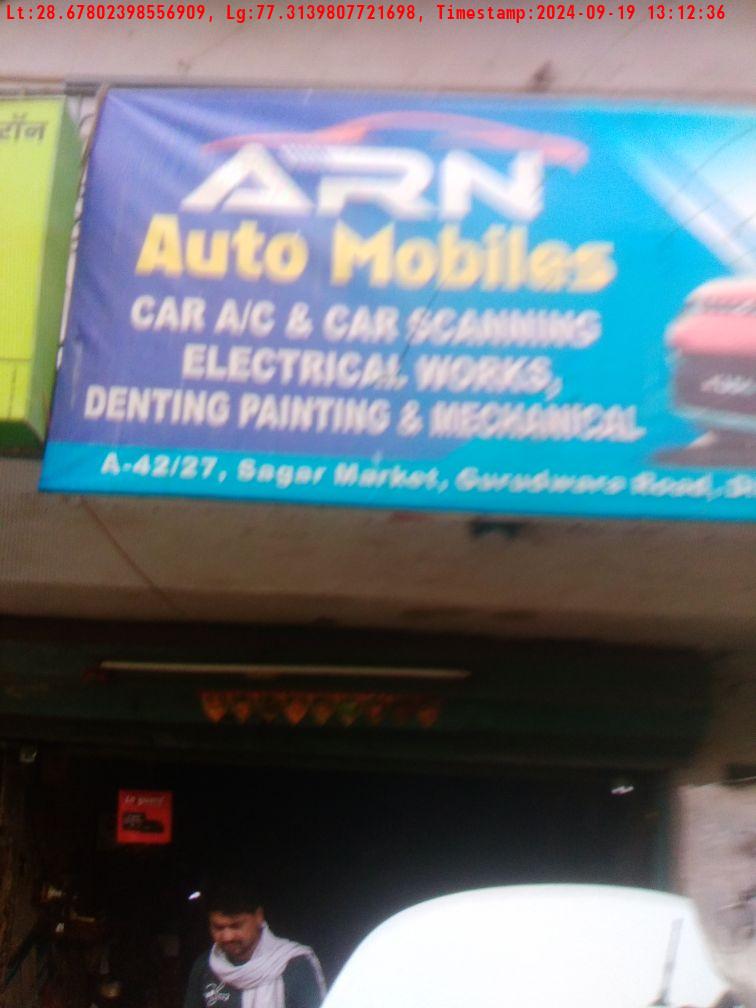 Lt:28.67802398556909, Lg:77.3139807721698, Timestamp:2024-09-19 13:12:36
ARN
Auto Mobiles
CAR A/C & CAR SCANNING
ELECTRICAL WORKS,
DENTING PAINTING & MECHANICAL
A-42/27, Sagar Market, Gurudwara Road,